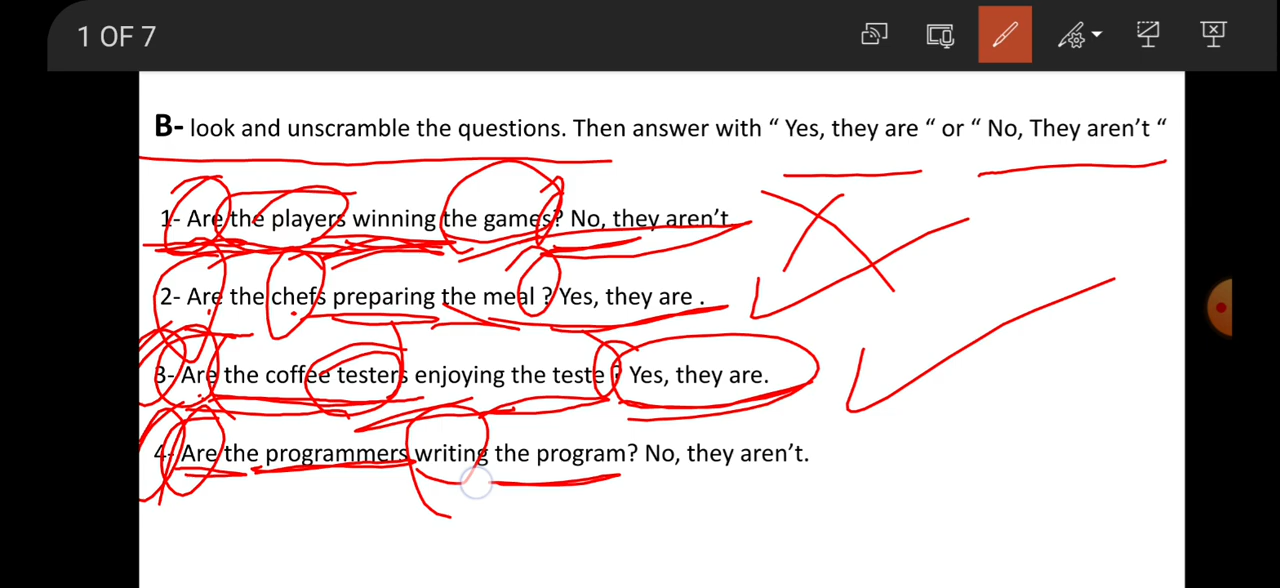 1 OF 7
B- look and unscramble the questions. Then answer with “ Yes, they are “ or “ No, They aren’t “
1- Are the players winning the games? No, they aren’t.
2- Are the chefs preparing the meal ? Yes, they are .
3- Are the coffee testers enjoying the teste ? Yes, they are.
4- Are the programmers writing the program? No, they aren’t.